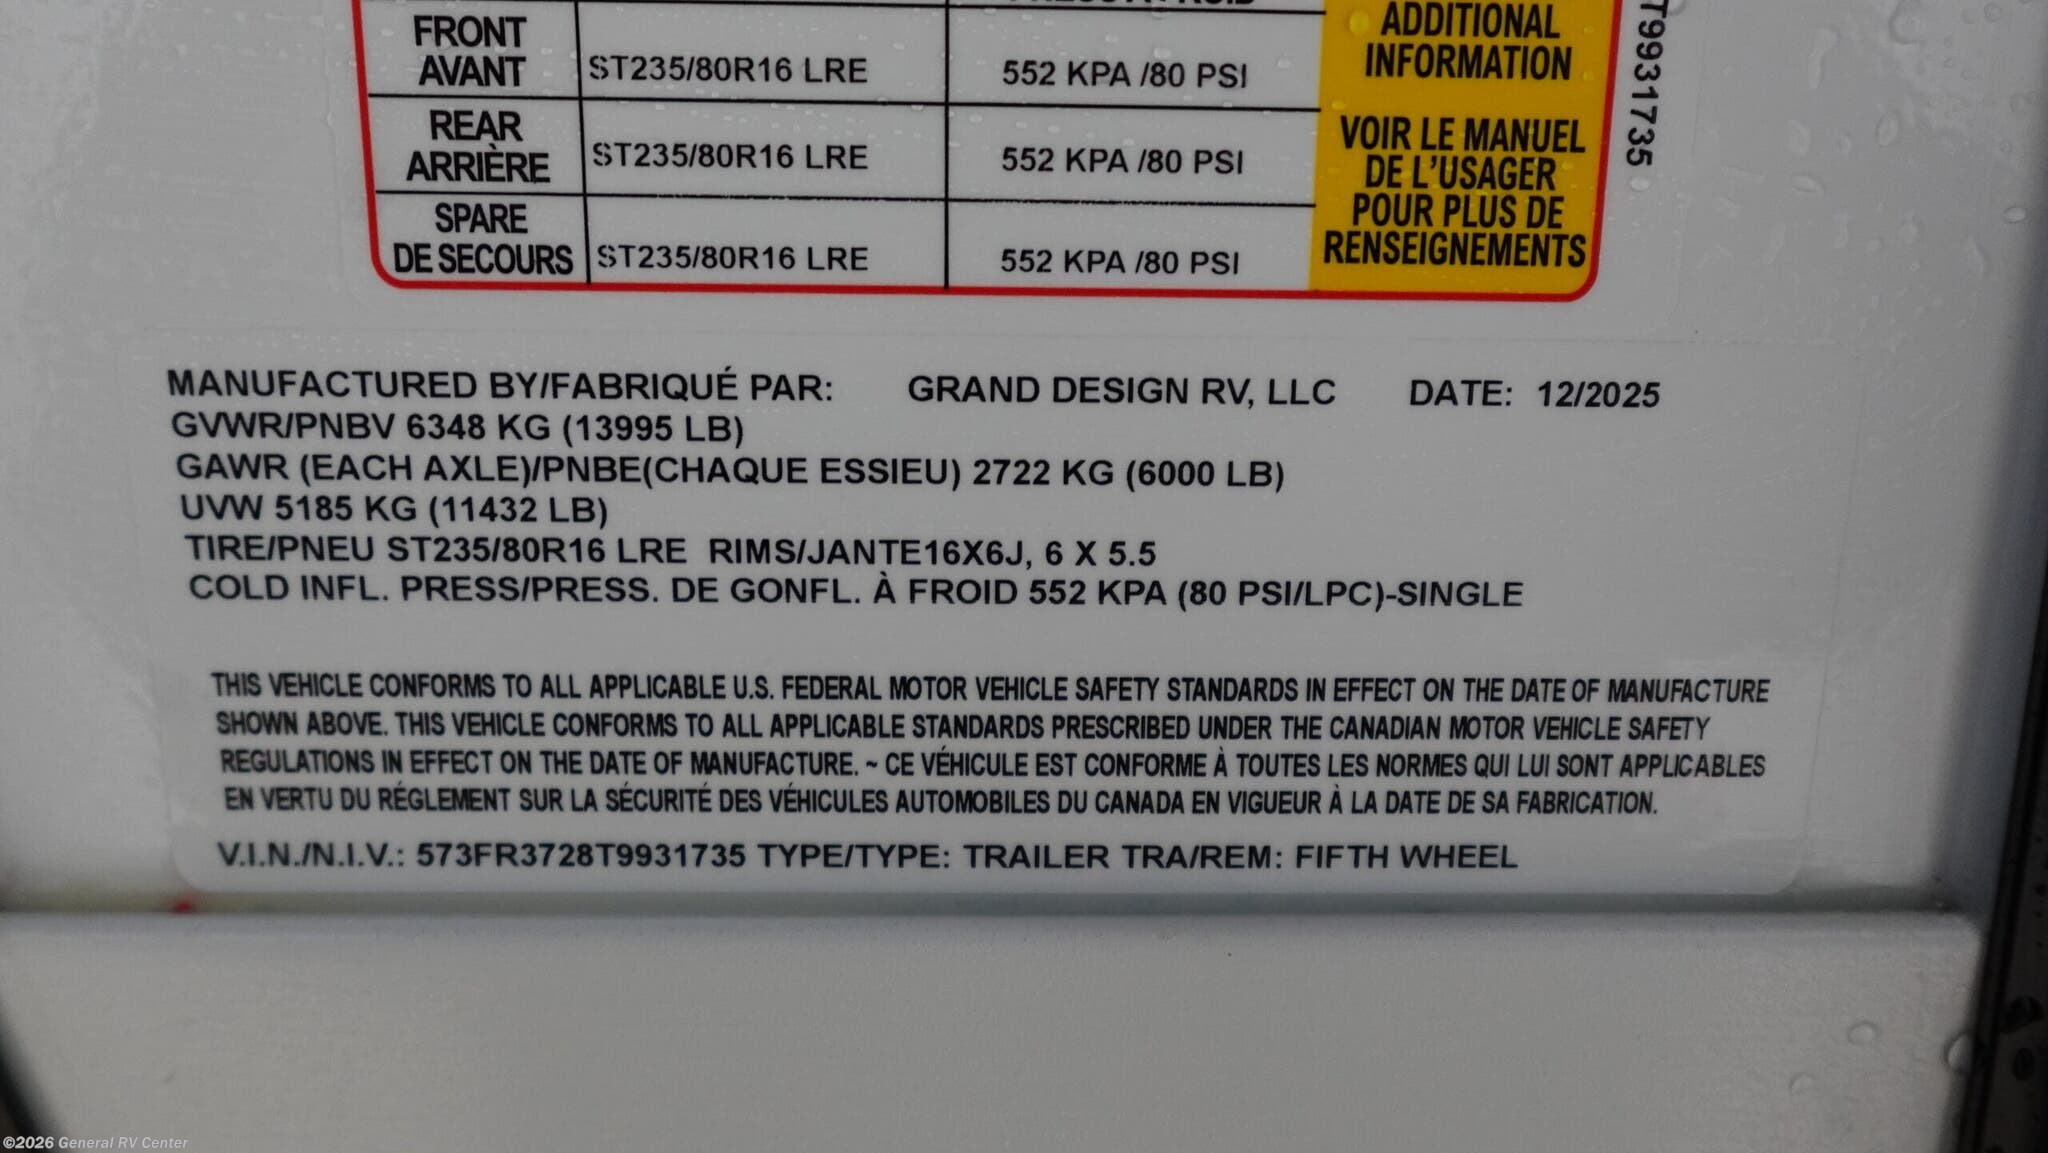 FRONT
AVANT
ST235/80R16 LRE
552 KPA /80 PSI
REAR
ARRIÈRE
ST235/80R16 LRE
552 KPA /80 PSI
SPARE
DE SECOURS
ST235/80R16 LRE
552 KPA /80 PSI
ADDITIONAL
INFORMATION
VOIR LE MANUEL
DE L'USAGER
POUR PLUS DE
RENSEIGNEMENTS
T9931735
MANUFACTURED BY/FABRIQUÉ PAR: GRAND DESIGN RV, LLC DATE: 12/2025
GVWR/PNBV 6348 KG (13995 LB)
GAWR (EACH AXLE)/PNBE(CHAQUE ESSIEU) 2722 KG (6000 LB)
UVW 5185 KG (11432 LB)
TIRE/PNEU ST235/80R16 LRE RIMS/JANTE16X6J, 6 X 5.5
COLD INFL. PRESS/PRESS. DE GONFL. À FROID 552 KPA (80 PSI/LPC)-SINGLE
THIS VEHICLE CONFORMS TO ALL APPLICABLE U.S. FEDERAL MOTOR VEHICLE SAFETY STANDARDS IN EFFECT ON THE DATE OF MANUFACTURE
SHOWN ABOVE. THIS VEHICLE CONFORMS TO ALL APPLICABLE STANDARDS PRESCRIBED UNDER THE CANADIAN MOTOR VEHICLE SAFETY
REGULATIONS IN EFFECT ON THE DATE OF MANUFACTURE. ~ CE VÉHICULE EST CONFORME À TOUTES LES NORMES QUI LUI SONT APPLICABLES
EN VERTU DU RÉGLEMENT SUR LA SÉCURITÉ DES VÉHICULES AUTOMOBILES DU CANADA EN VIGUEUR À LA DATE DE SA FABRICATION.
V.I.N./N.I.V.: 573FR3728T9931735 TYPE/TYPE: TRAILER TRA/REM: FIFTH WHEEL
©2026 General RV Center